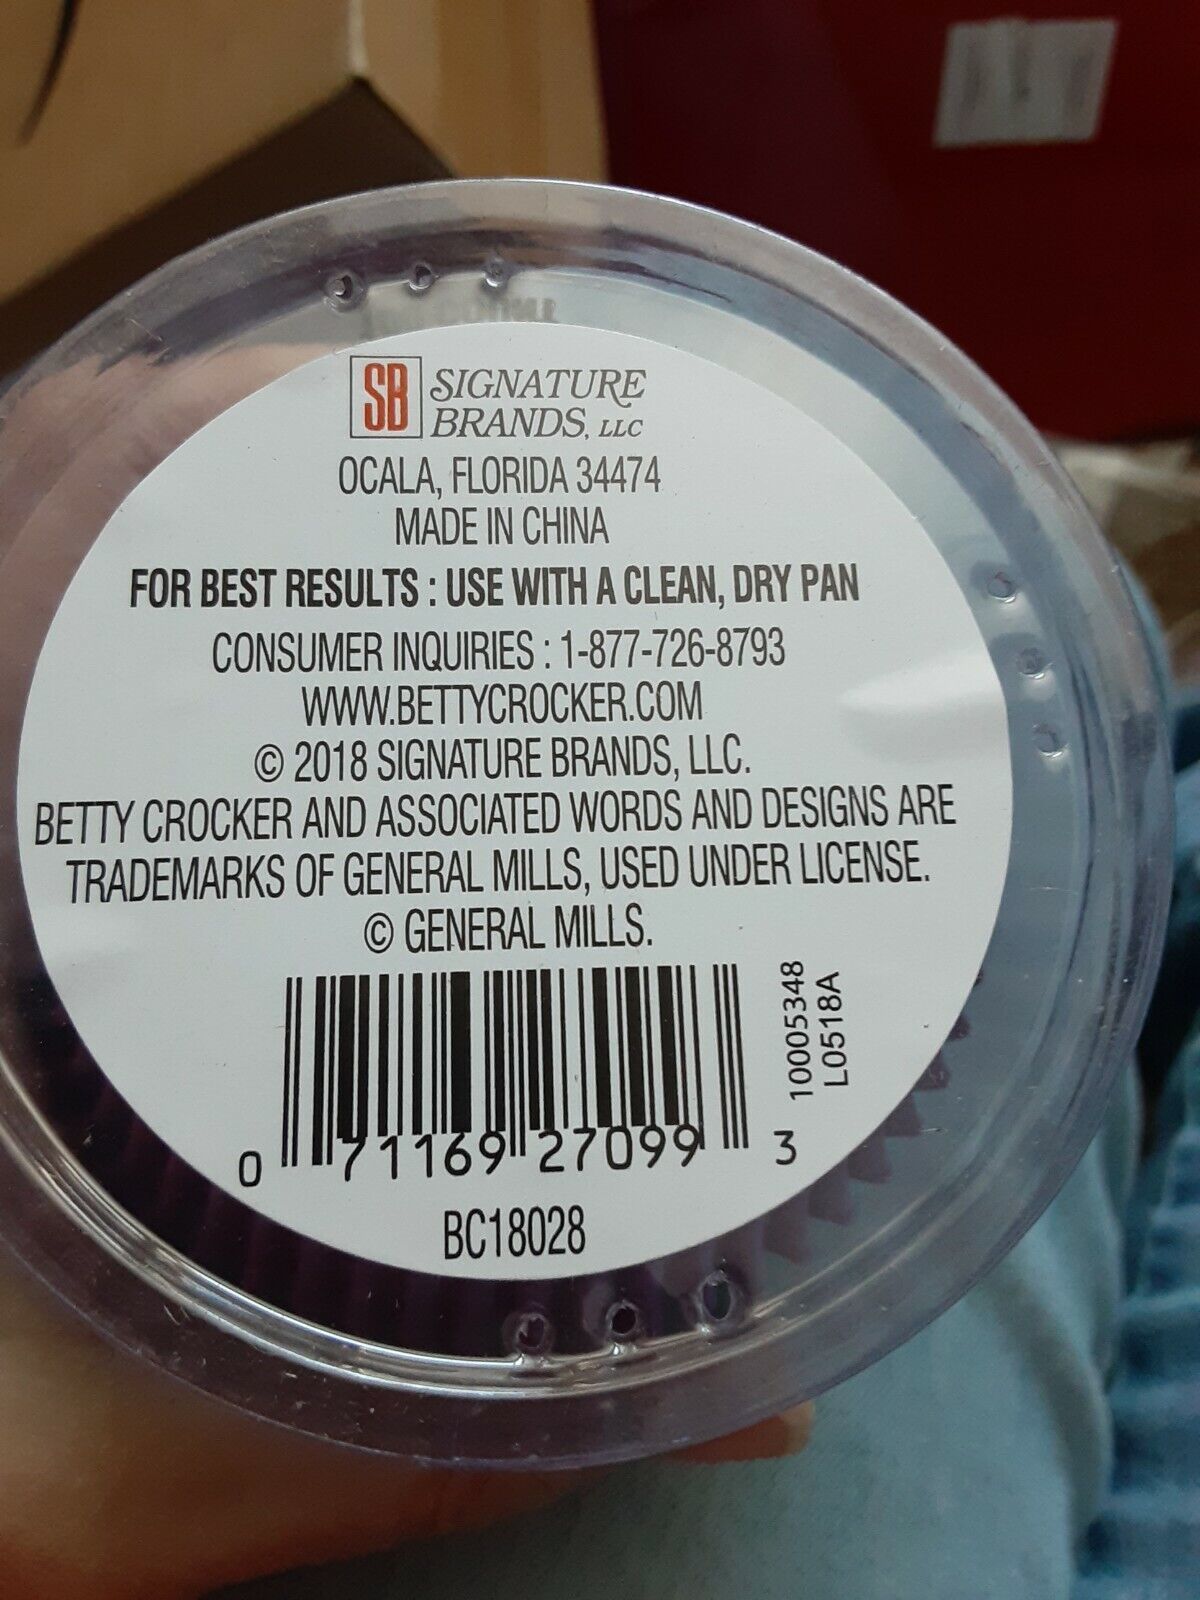 SB SIGNATURE
BRANDS, LLC
OCALA, FLORIDA 34474
MADE IN CHINA
FOR BEST RESULTS : USE WITH A CLEAN, DRY PAN
CONSUMER INQUIRIES : 1-877-726-8793
WWW.BETTYCROCKER.COM
© 2018 SIGNATURE BRANDS, LLC.
BETTY CROCKER AND ASSOCIATED WORDS AND DESIGNS ARE
TRADEMARKS OF GENERAL MILLS, USED UNDER LICENSE.
© GENERAL MILLS.
10005348
L0518A
0 71169 27099 3
BC18028